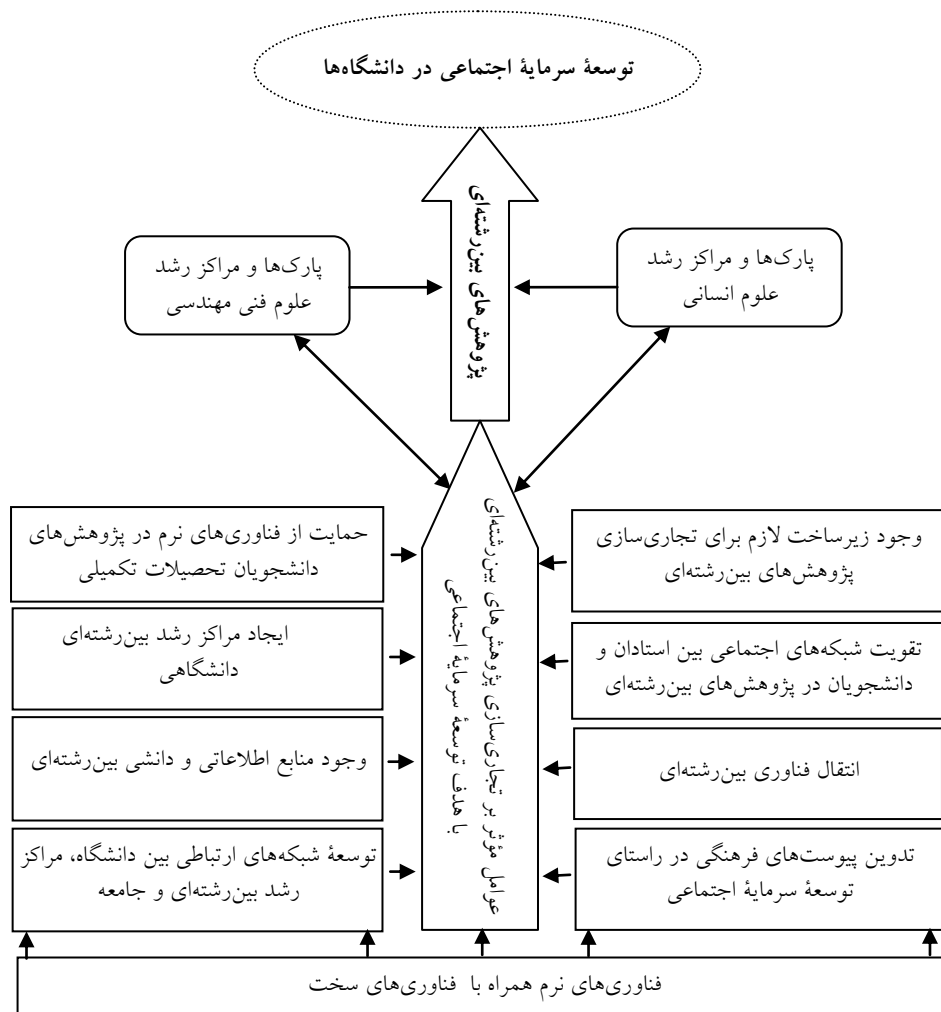 توسعهٔ سرمایهٔ اجتماعی در دانشگاه‌ها
پژوهش‌های بین‌رشته‌ای
پارک‌ها و مراکز رشد
علوم انسانی
پارک‌ها و مراکز رشد
علوم فنی مهندسی
عوامل مؤثر بر تجاری‌سازی پژوهش‌های بین‌رشته‌ای
با هدف توسعهٔ سرمایهٔ اجتماعی
وجود زیرساخت لازم برای تجاری‌سازی
پژوهش‌های بین‌رشته‌ای
تقویت شبکه‌های اجتماعی بین استادان و
دانشجویان در پژوهش‌های بین‌رشته‌ای
انتقال فناوری بین‌رشته‌ای
تدوین پیوست‌های فرهنگی در راستای
توسعهٔ سرمایهٔ اجتماعی
حمایت از فناوری‌های نرم در پژوهش‌های
دانشجویان تحصیلات تکمیلی
ایجاد مراکز رشد بین‌رشته‌ای
دانشگاهی
وجود منابع اطلاعاتی و دانشی بین‌رشته‌ای
توسعهٔ شبکه‌های ارتباطی بین دانشگاه، مراکز
رشد بین‌رشته‌ای و جامعه
فناوری‌های نرم همراه با فناوری‌های سخت